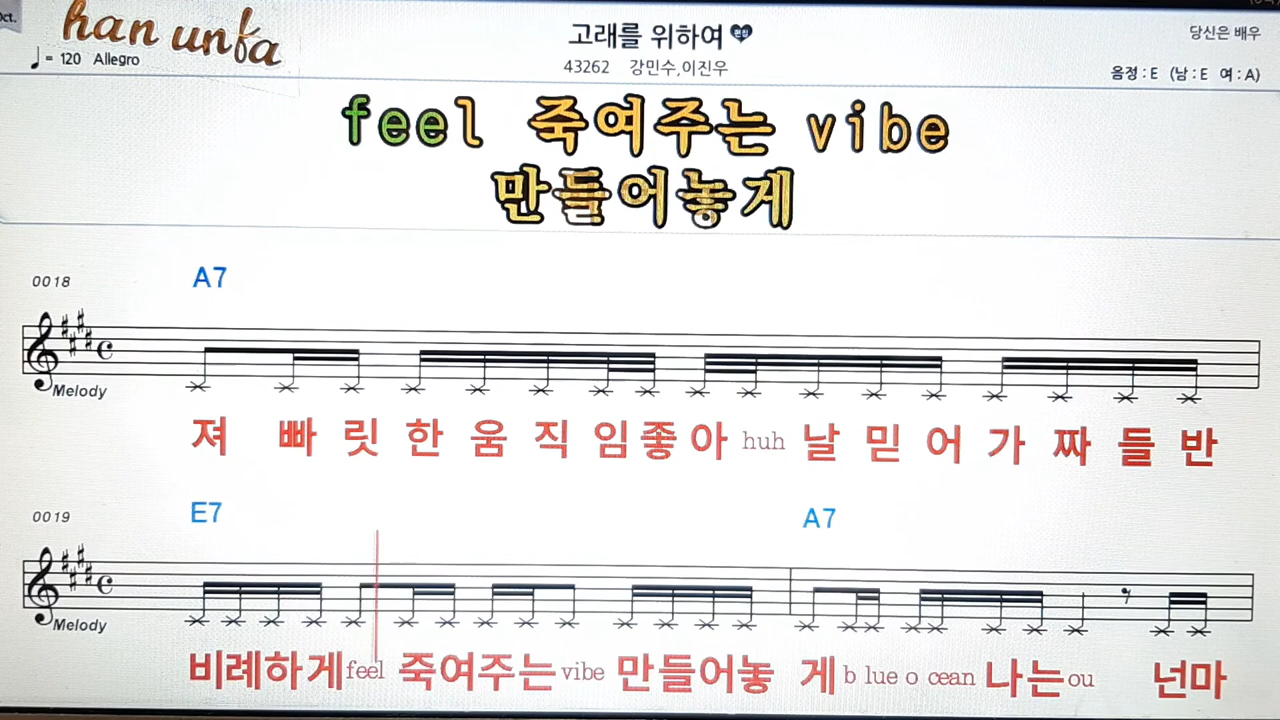 Oct.
han unfa
♩ = 120 Allegro
고래를 위하여 편심
43262 강민수,이진우
당신은 배우
음정 : E (남 : E 여 : A)
feel 죽여주는 vibe
만들어놓게
0018 A7
Melody
져 빠 릿 한 움 직 임 좋 아 huh 날 믿 어 가 짜 들 반
0019 E7 A7
Melody
비례하게 feel 죽여주는 vibe 만들어놓 게 b lue o cean 나는 ou 넌마